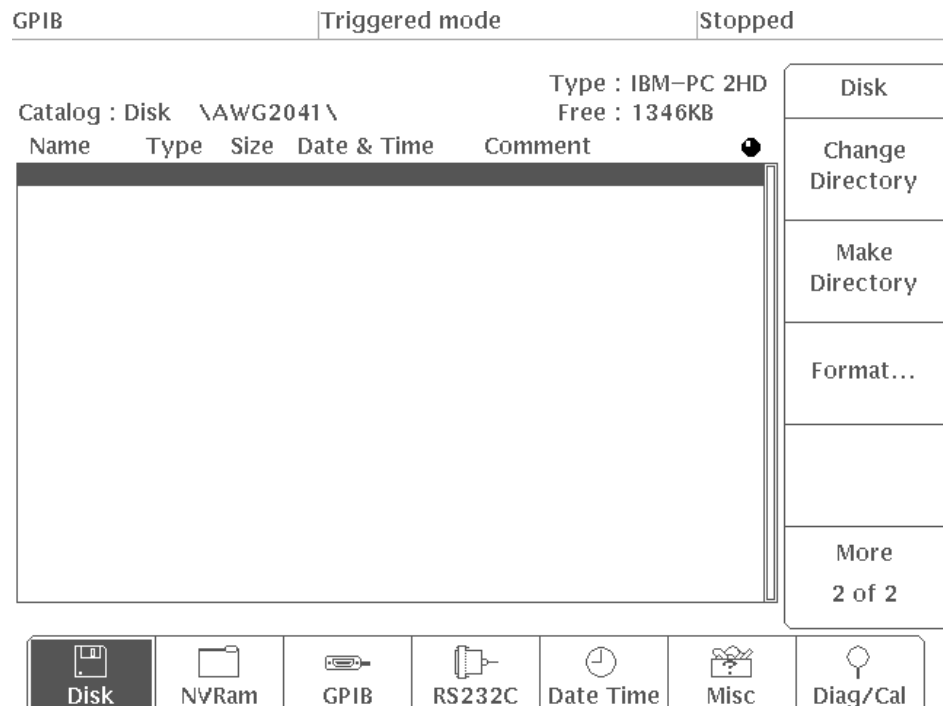 GPIB Triggered mode Stopped
Type : IBM-PC 2HD
Catalog : Disk \AWG2041\ Free : 1346KB
Name Type Size Date & Time Comment
Disk
Change
Directory
Make
Directory
Format...
More
2 of 2
Disk NVRam GPIB RS232C Date Time Misc Diag/Cal